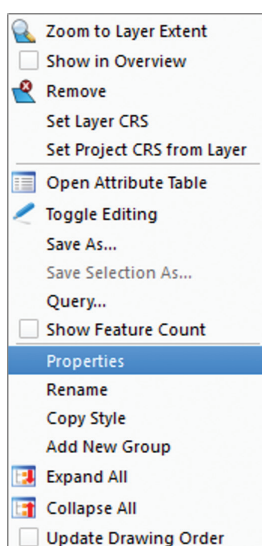 Zoom to Layer Extent
Show in Overview
Remove
Set Layer CRS
Set Project CRS from Layer
Open Attribute Table
Toggle Editing
Save As...
Save Selection As...
Query...
Show Feature Count
Properties
Rename
Copy Style
Add New Group
Expand All
Collapse All
Update Drawing Order